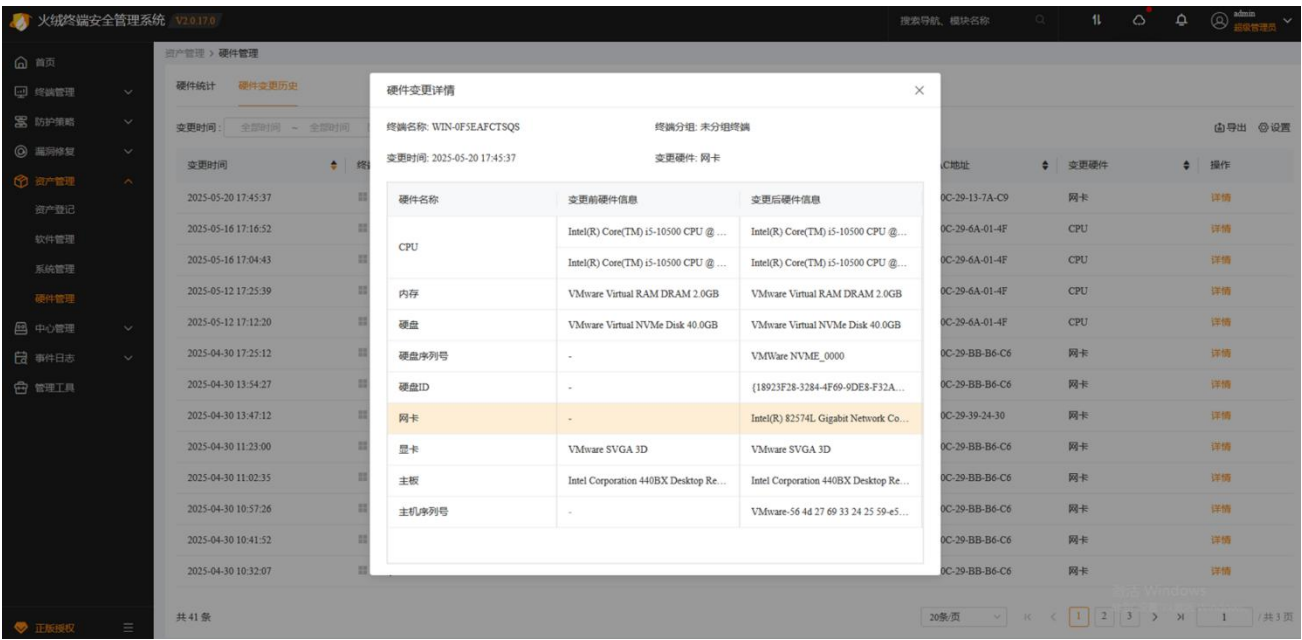 火绒终端安全管理系统 V2.0.17.0
搜索导航、模块名称
admin
超级管理员
首页
终端管理
防护策略
漏洞修复
资产管理
资产登记
软件管理
系统管理
硬件管理
中心管理
事件日志
管理工具
正版授权
资产管理 > 硬件管理
硬件统计 硬件变更历史
变更时间: 全部时间 ~ 全部时间
导出 设置
变更时间 变更硬件 操作
2025-05-20 17:45:37 0C-29-13-7A-C9 网卡 详情
2025-05-16 17:16:52 0C-29-6A-01-4F CPU 详情
2025-05-16 17:04:43 0C-29-6A-01-4F CPU 详情
2025-05-12 17:25:39 0C-29-6A-01-4F CPU 详情
2025-05-12 17:12:20 0C-29-6A-01-4F CPU 详情
2025-04-30 17:25:12 0C-29-BB-B6-C6 网卡 详情
2025-04-30 13:54:27 0C-29-BB-B6-C6 网卡 详情
2025-04-30 13:47:12 0C-29-39-24-30 网卡 详情
2025-04-30 11:23:00 0C-29-BB-B6-C6 网卡 详情
2025-04-30 11:02:35 0C-29-BB-B6-C6 网卡 详情
2025-04-30 10:57:26 0C-29-BB-B6-C6 网卡 详情
2025-04-30 10:41:52 0C-29-BB-B6-C6 网卡 详情
2025-04-30 10:32:07 0C-29-BB-B6-C6 网卡 详情
共 41 条
20条/页 1 2 3 1 /共 3 页
激活 Windows
硬件变更详情
终端名称: WIN-0F5EAFCTSQS 终端分组: 未分组终端
变更时间: 2025-05-20 17:45:37 变更硬件: 网卡
硬件名称 变更前硬件信息 变更后硬件信息
CPU Intel(R) Core(TM) i5-10500 CPU @ ... Intel(R) Core(TM) i5-10500 CPU @...
Intel(R) Core(TM) i5-10500 CPU @ ... Intel(R) Core(TM) i5-10500 CPU @...
内存 VMware Virtual RAM DRAM 2.0GB VMware Virtual RAM DRAM 2.0GB
硬盘 VMware Virtual NVMe Disk 40.0GB VMware Virtual NVMe Disk 40.0GB
硬盘序列号 - VMWare NVME_0000
硬盘ID - {18923F28-3284-4F69-9DE8-F32A...
网卡 - Intel(R) 82574L Gigabit Network Co...
显卡 VMware SVGA 3D VMware SVGA 3D
主板 Intel Corporation 440BX Desktop Re... Intel Corporation 440BX Desktop Re...
主机序列号 - VMware-56 4d 27 69 33 24 25 59-e5...